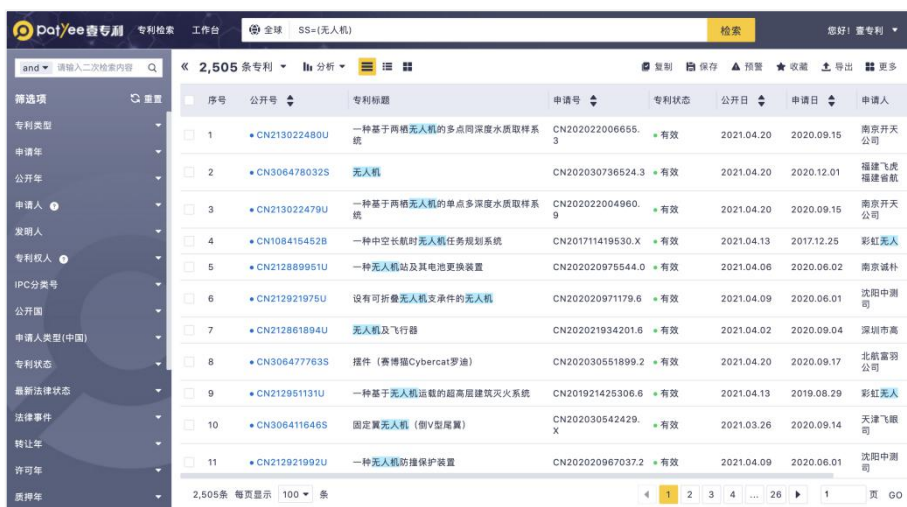 patyee壹专利 专利检索 工作台 全球 SS=(无人机) 检索 您好！壹专利
and 请输入二次检索内容 « 2,505 条专利 分析 复制 保存 预警 收藏 导出 更多
筛选项 重置
专利类型
申请年
公开年
申请人
发明人
专利权人
IPC分类号
公开国
申请人类型(中国)
专利状态
最新法律状态
法律事件
转让年
许可年
质押年
序号 公开号 专利标题 申请号 专利状态 公开日 申请日 申请人
1 CN213022480U 一种基于两栖无人机的多点同深度水质取样系统 CN202022006655.3 有效 2021.04.20 2020.09.15 南京开天公司
2 CN306478032S 无人机 CN202030736524.3 有效 2021.04.20 2020.12.01 福建飞虎福建省航
3 CN213022479U 一种基于两栖无人机的单点多深度水质取样系统 CN202022004960.9 有效 2021.04.20 2020.09.15 南京开天公司
4 CN108415452B 一种中空长航时无人机任务规划系统 CN201711419530.X 有效 2021.04.13 2017.12.25 彩虹无人
5 CN212889951U 一种无人机站及其电池更换装置 CN202020975544.0 有效 2021.04.06 2020.06.02 南京诚朴
6 CN212921975U 设有可折叠无人机支承件的无人机 CN202020971179.6 有效 2021.04.09 2020.06.01 沈阳中测司
7 CN212861894U 无人机及飞行器 CN202021934201.6 有效 2021.04.02 2020.09.04 深圳市高
8 CN306477763S 摆件（赛博猫Cybercat罗迪） CN202030551899.2 有效 2021.04.20 2020.09.17 北航富羽公司
9 CN212951131U 一种基于无人机运载的超高层建筑灭火系统 CN201921425306.6 有效 2021.04.13 2019.08.29 彩虹无人
10 CN306411646S 固定翼无人机（倒V型尾翼） CN202030542429.X 有效 2021.03.26 2020.09.14 天津飞眼司
11 CN212921992U 一种无人机防撞保护装置 CN202020967037.2 有效 2021.04.09 2020.06.01 沈阳中测司
2,505条 每页显示 100 条 1 2 3 4 ... 26 1 页 GO